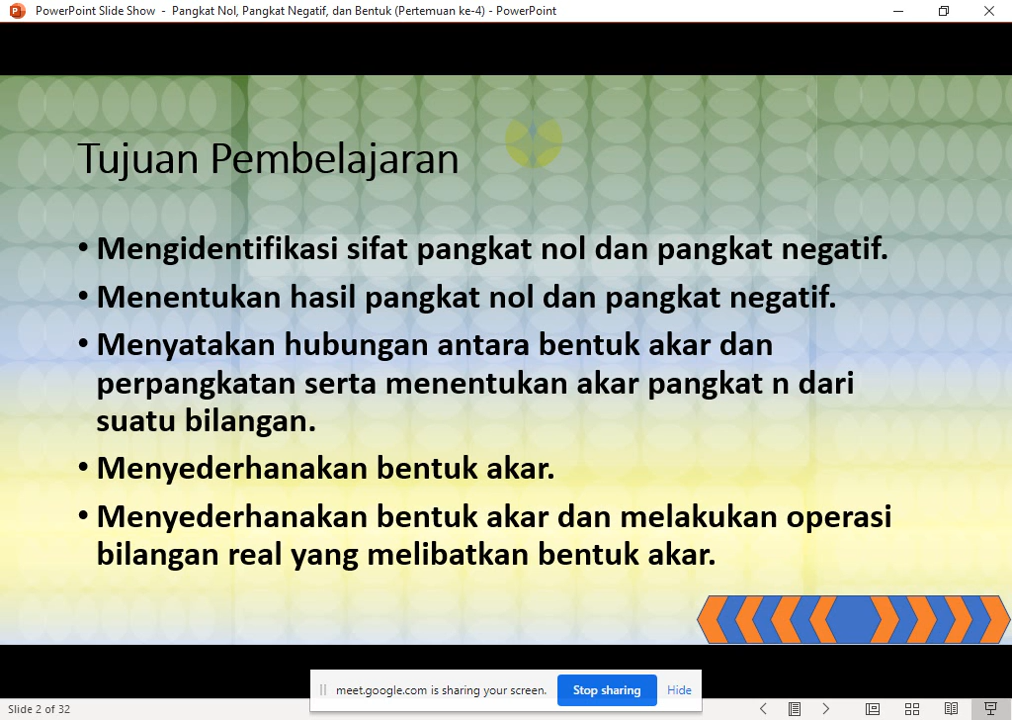 PowerPoint Slide Show - Pangkat Nol, Pangkat Negatif, dan Bentuk (Pertemuan ke-4) - PowerPoint
Tujuan Pembelajaran
• Mengidentifikasi sifat pangkat nol dan pangkat negatif.
• Menentukan hasil pangkat nol dan pangkat negatif.
• Menyatakan hubungan antara bentuk akar dan
perpangkatan serta menentukan akar pangkat n dari
suatu bilangan.
• Menyederhanakan bentuk akar.
• Menyederhanakan bentuk akar dan melakukan operasi
bilangan real yang melibatkan bentuk akar.
meet.google.com is sharing your screen.
Stop sharing
Hide
Slide 2 of 32